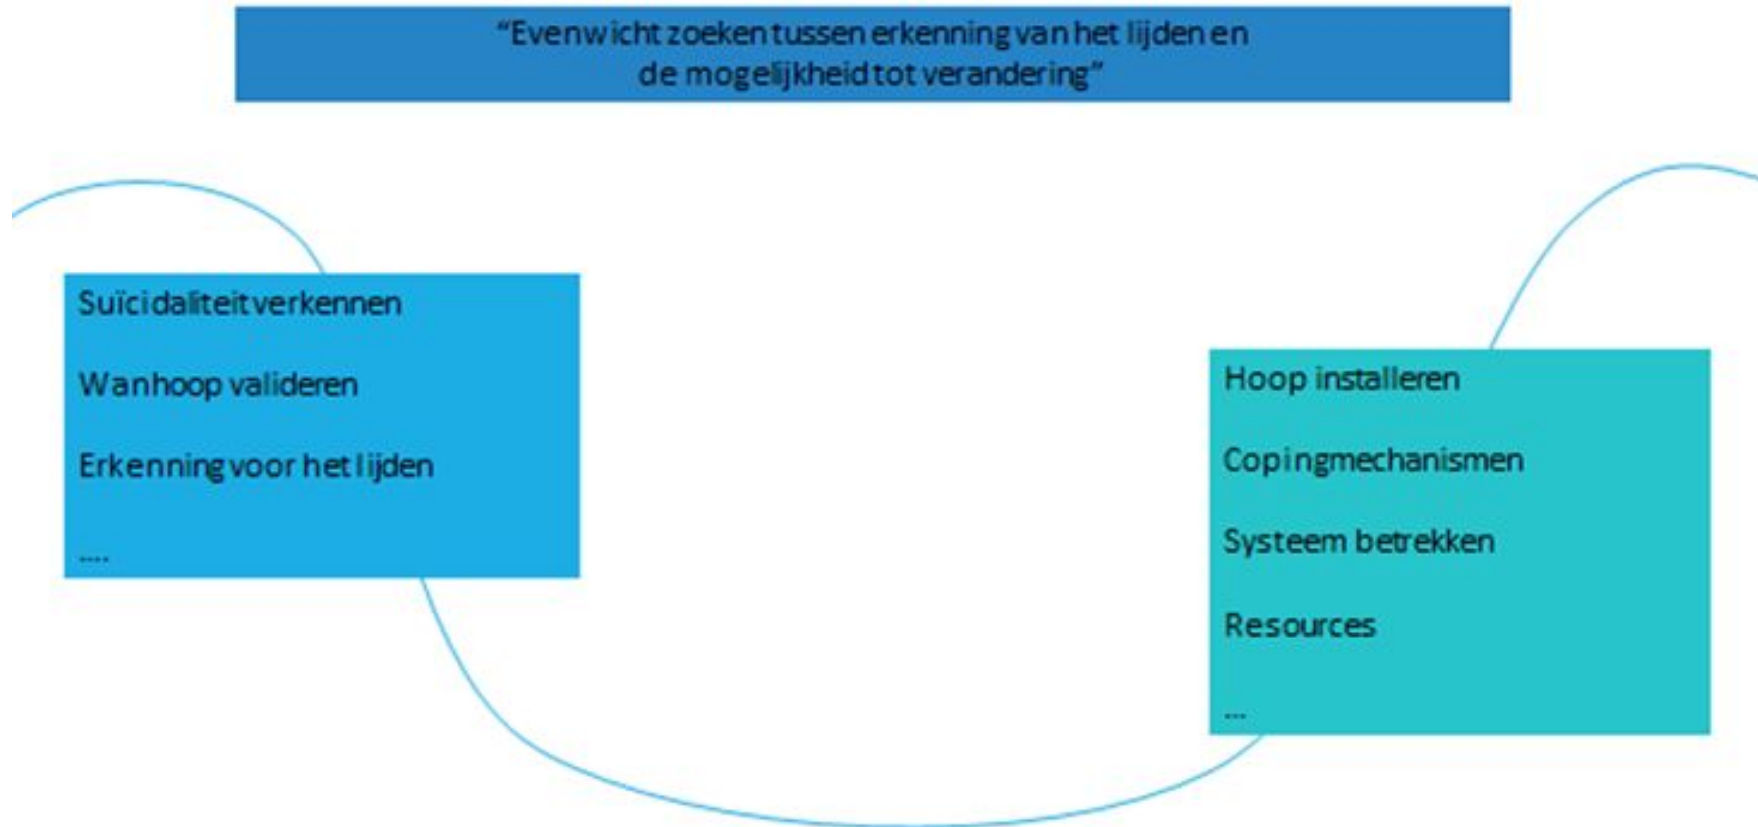 “Evenwicht zoeken tussen erkenning van het lijden en
de mogelijkheid tot verandering”
Suïcidaliteit verkennen
Wanhoop valideren
Erkenning voor het lijden
....
Hoop installeren
Copingmechanismen
Systeem betrekken
Resources
...